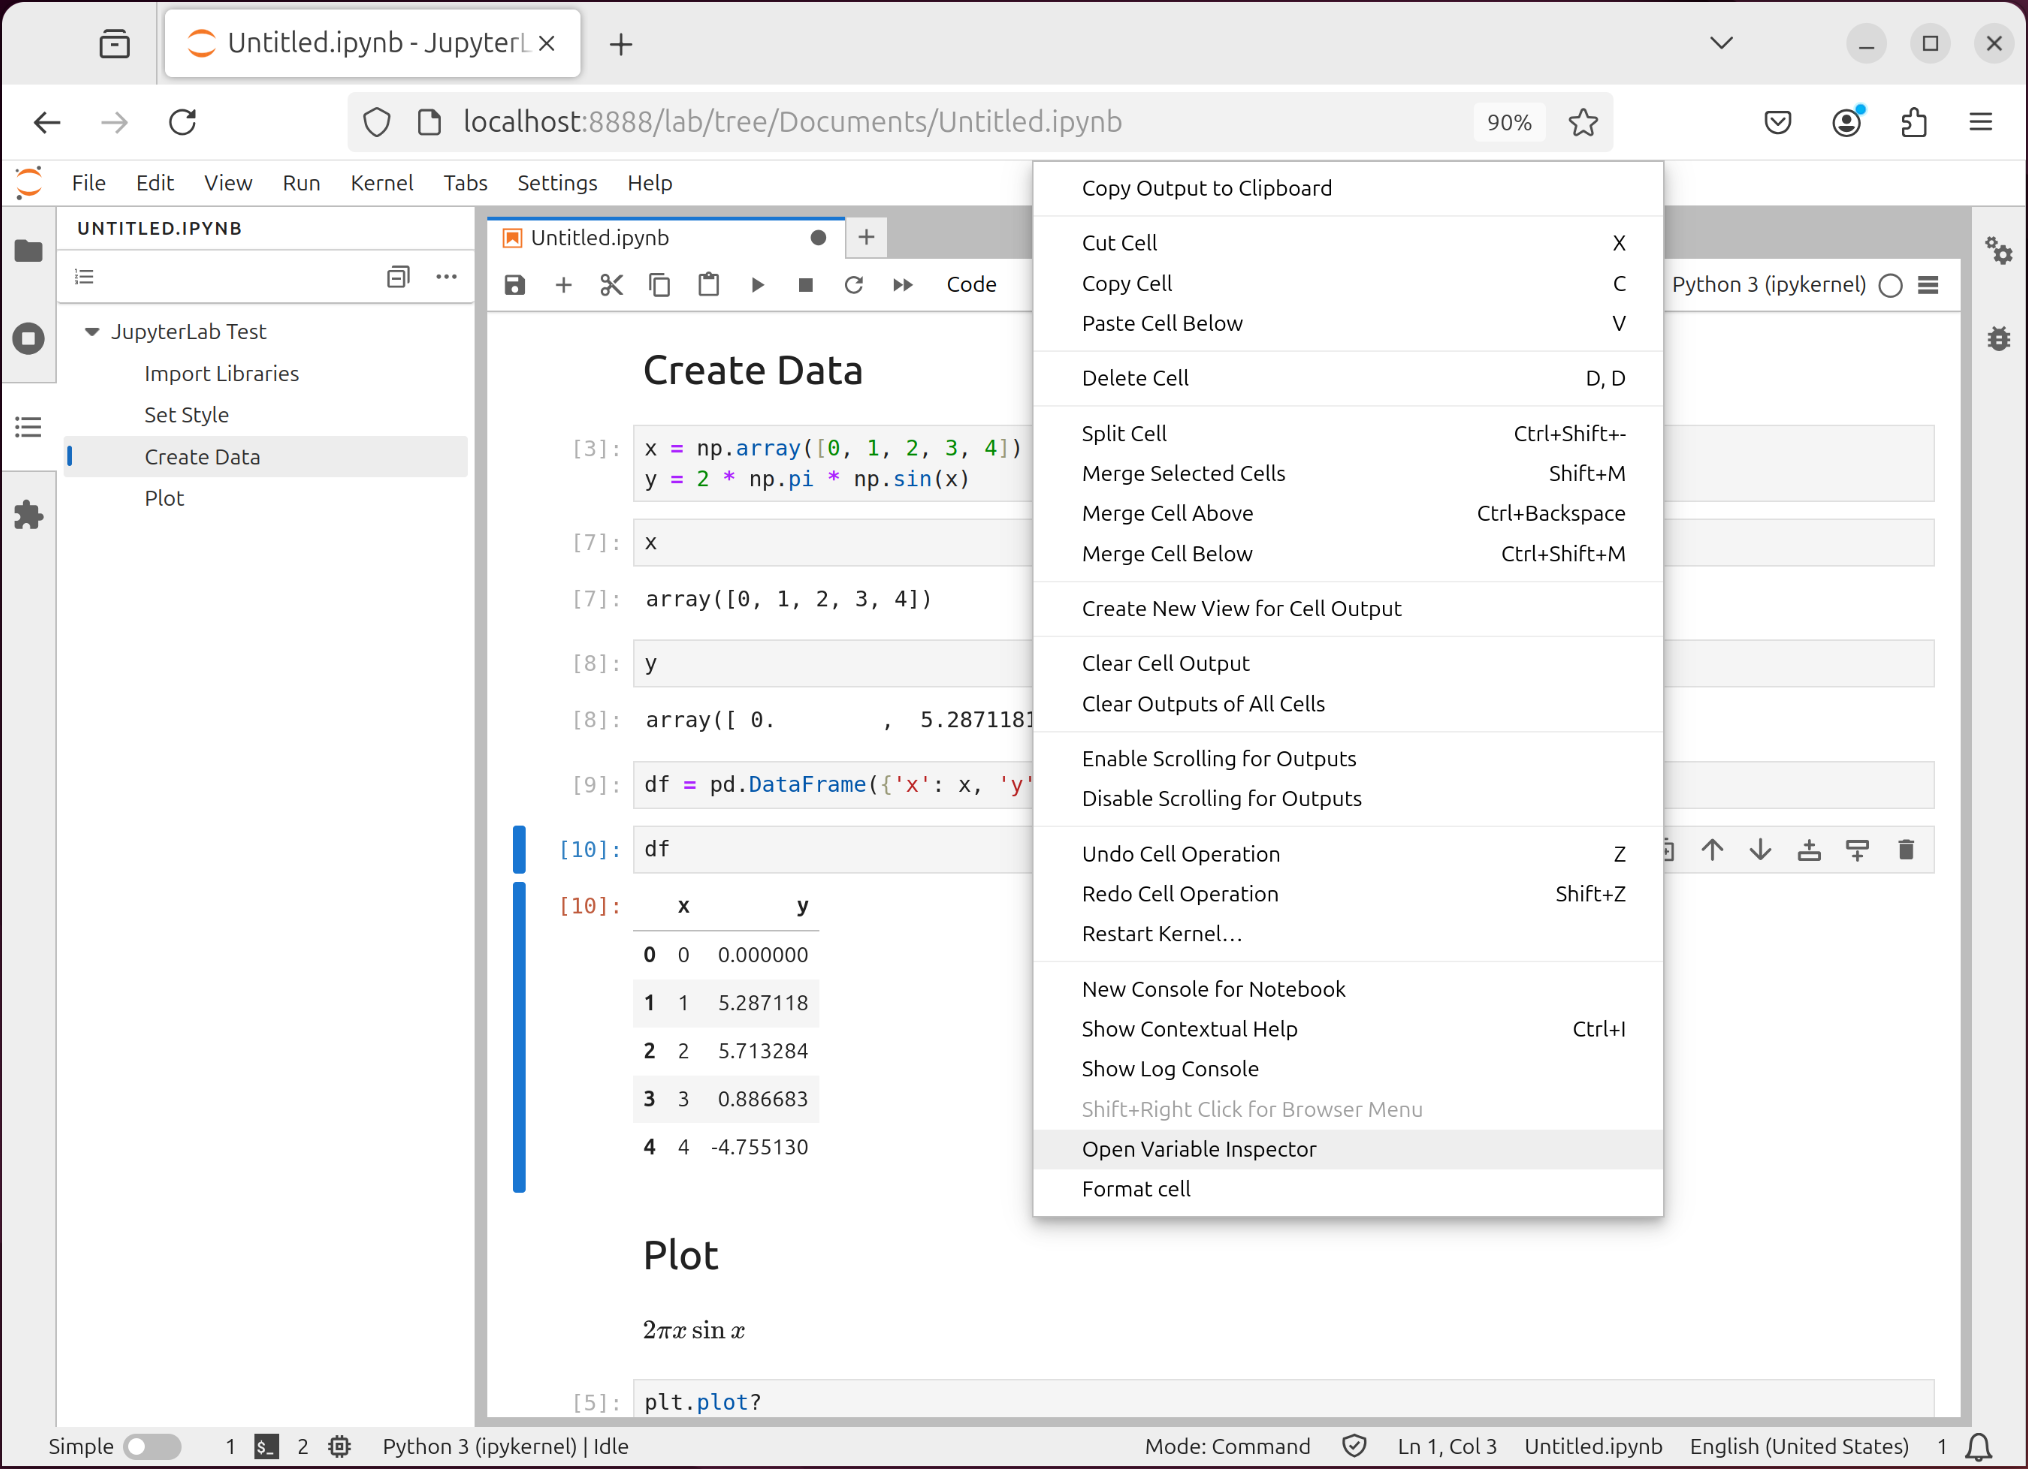 Untitled.ipynb - JupyterL
localhost:8888/lab/tree/Documents/Untitled.ipynb
90%
File Edit View Run Kernel Tabs Settings Help
UNTITLED.IPYNB
JupyterLab Test
Import Libraries
Set Style
Create Data
Plot
Untitled.ipynb
Code
Python 3 (ipykernel)
Create Data
[3]: x = np.array([0, 1, 2, 3, 4])
y = 2 * np.pi * np.sin(x)
[7]: x
[7]: array([0, 1, 2, 3, 4])
[8]: y
[8]: array([ 0.        ,  5.2871181
[9]: df = pd.DataFrame({'x': x, 'y'
[10]: df
[10]: x y
0 0 0.000000
1 1 5.287118
2 2 5.713284
3 3 0.886683
4 4 -4.755130
Plot
2πx sin x
[5]: plt.plot?
Copy Output to Clipboard
Cut Cell X
Copy Cell C
Paste Cell Below V
Delete Cell D, D
Split Cell Ctrl+Shift+-
Merge Selected Cells Shift+M
Merge Cell Above Ctrl+Backspace
Merge Cell Below Ctrl+Shift+M
Create New View for Cell Output
Clear Cell Output
Clear Outputs of All Cells
Enable Scrolling for Outputs
Disable Scrolling for Outputs
Undo Cell Operation Z
Redo Cell Operation Shift+Z
Restart Kernel…
New Console for Notebook
Show Contextual Help Ctrl+I
Show Log Console
Shift+Right Click for Browser Menu
Open Variable Inspector
Format cell
Simple 1 $_ 2 Python 3 (ipykernel) | Idle Mode: Command Ln 1, Col 3 Untitled.ipynb English (United States) 1